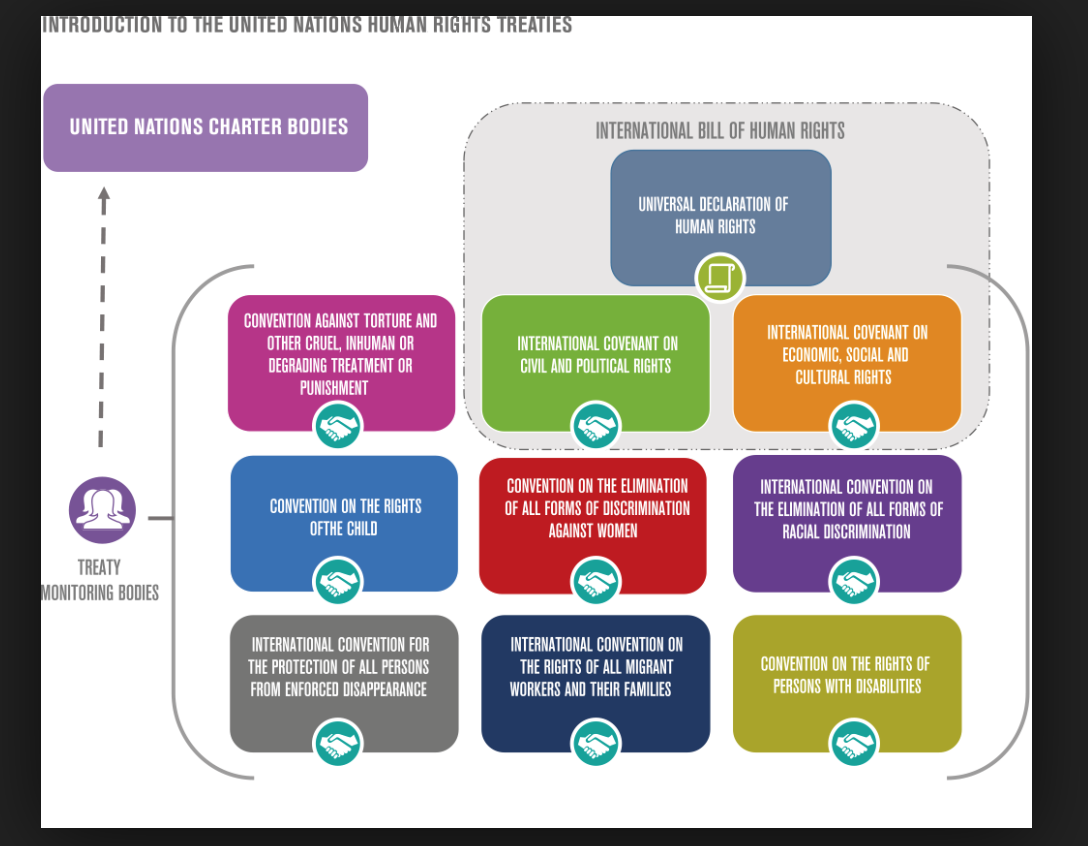 INTRODUCTION TO THE UNITED NATIONS HUMAN RIGHTS TREATIES
UNITED NATIONS CHARTER BODIES
INTERNATIONAL BILL OF HUMAN RIGHTS
UNIVERSAL DECLARATION OF
HUMAN RIGHTS
CONVENTION AGAINST TORTURE AND
OTHER CRUEL, INHUMAN OR
DEGRADING TREATMENT OR
PUNISHMENT
INTERNATIONAL COVENANT ON
CIVIL AND POLITICAL RIGHTS
INTERNATIONAL COVENANT ON
ECONOMIC, SOCIAL AND
CULTURAL RIGHTS
TREATY
MONITORING BODIES
CONVENTION ON THE RIGHTS
OFTHE CHILD
CONVENTION ON THE ELIMINATION
OF ALL FORMS OF DISCRIMINATION
AGAINST WOMEN
INTERNATIONAL CONVENTION ON
THE ELIMINATION OF ALL FORMS OF
RACIAL DISCRIMINATION
INTERNATIONAL CONVENTION FOR
THE PROTECTION OF ALL PERSONS
FROM ENFORCED DISAPPEARANCE
INTERNATIONAL CONVENTION ON
THE RIGHTS OF ALL MIGRANT
WORKERS AND THEIR FAMILIES
CONVENTION ON THE RIGHTS OF
PERSONS WITH DISABILITIES